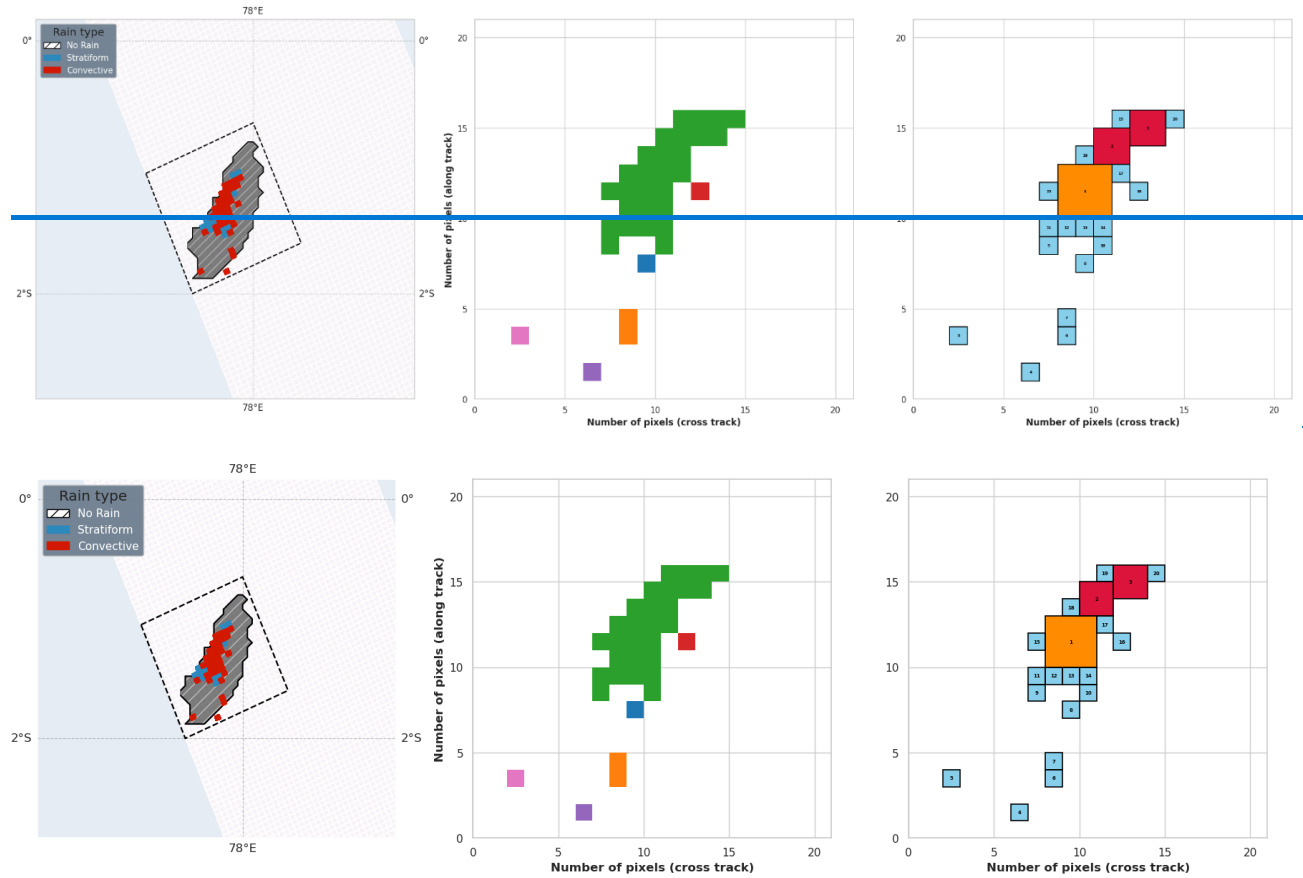 78°E
Rain type
No Rain
Stratiform
Convective
0°
0°
2°S
2°S
78°E
20
15
10
5
0
0
5
10
15
20
Number of pixels (along track)
Number of pixels (cross track)
20
15
10
5
0
0
5
10
15
20
Number of pixels (cross track)
78°E
Rain type
No Rain
Stratiform
Convective
0°
0°
2°S
2°S
78°E
20
15
10
5
0
0
5
10
15
20
Number of pixels (along track)
Number of pixels (cross track)
20
15
10
5
0
19
20
3
2
18
17
15
1
16
11
12
13
14
9
10
8
7
5
6
4
0
5
10
15
20
Number of pixels (cross track)